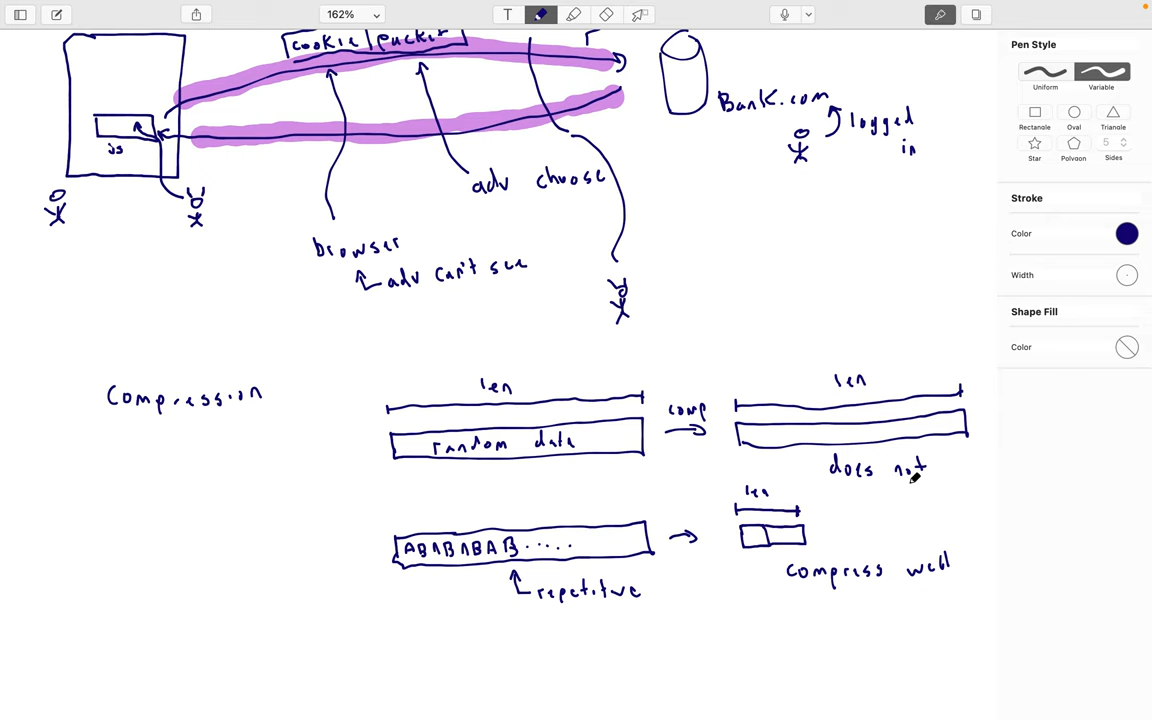 162%
T
Pen Style
Uniform
Variable
Rectangle
Oval
Triangle
Star
Polygon
5
Sides
Stroke
Color
Width
Shape Fill
Color
cookie packet
js
Bank.com
logged
in
adv choose
browser
adv can't see
Compression
len
random data
comp
len
does not
ABABABAB.....
repetitive
len
compress well